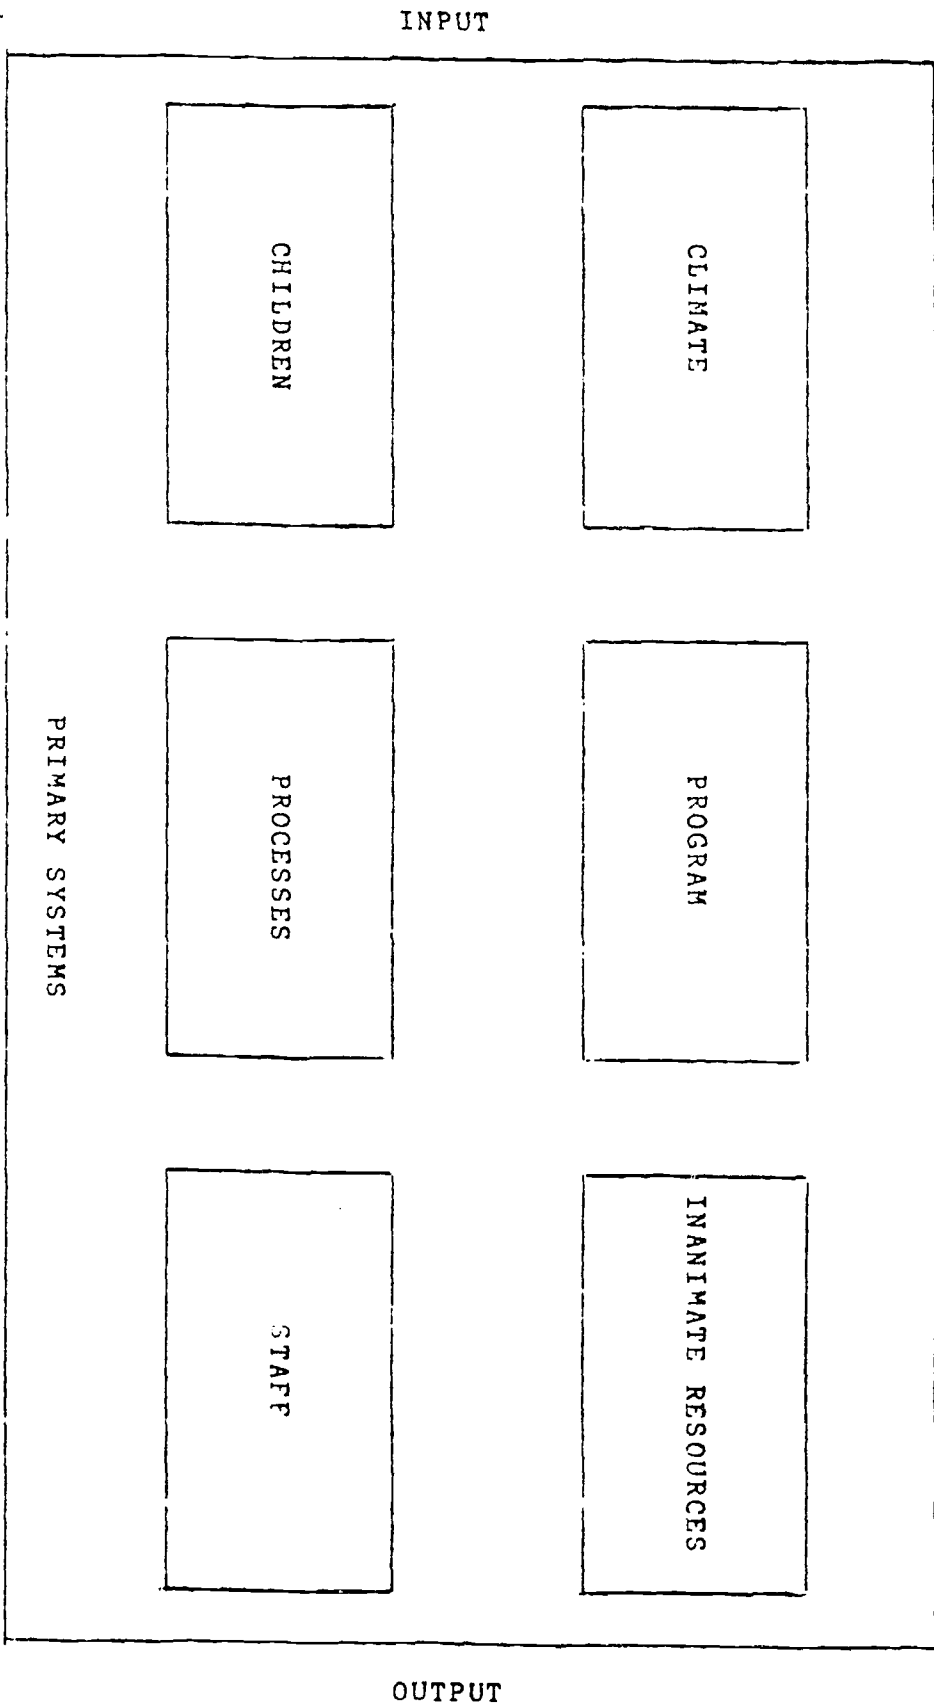 INPUT
CLIMATE
PROGRAM
INANIMATE RESOURCES
CHILDREN
PROCESSES
STAFF
PRIMARY SYSTEMS
OUTPUT